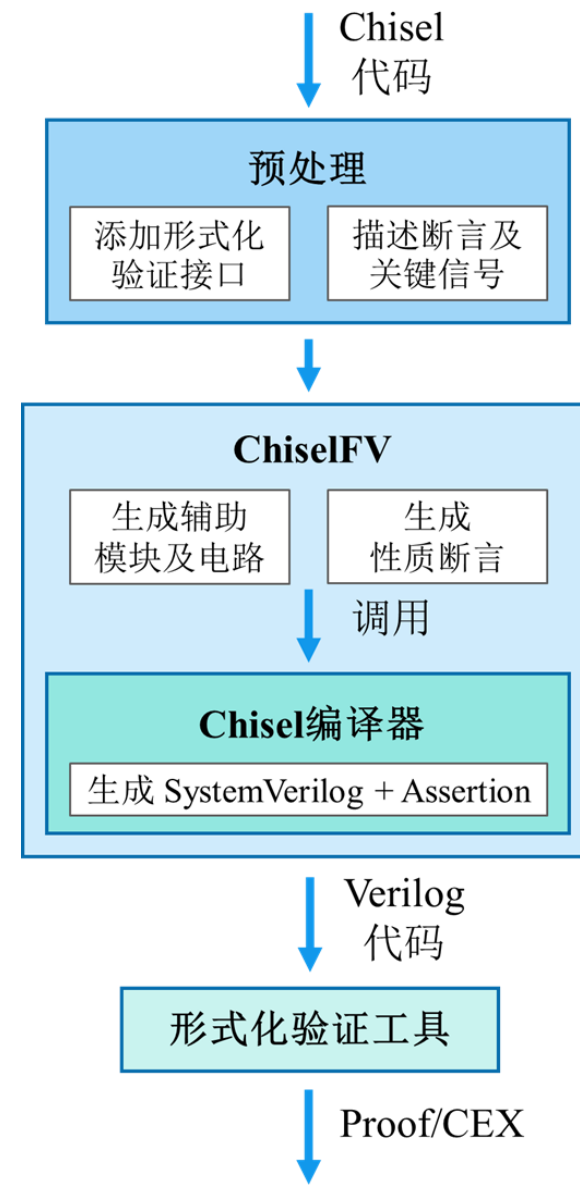 Chisel
代码
预处理
添加形式化
验证接口
描述断言及
关键信号
ChiselFV
生成辅助
模块及电路
生成
性质断言
调用
Chisel编译器
生成 SystemVerilog + Assertion
Verilog
代码
形式化验证工具
Proof/CEX